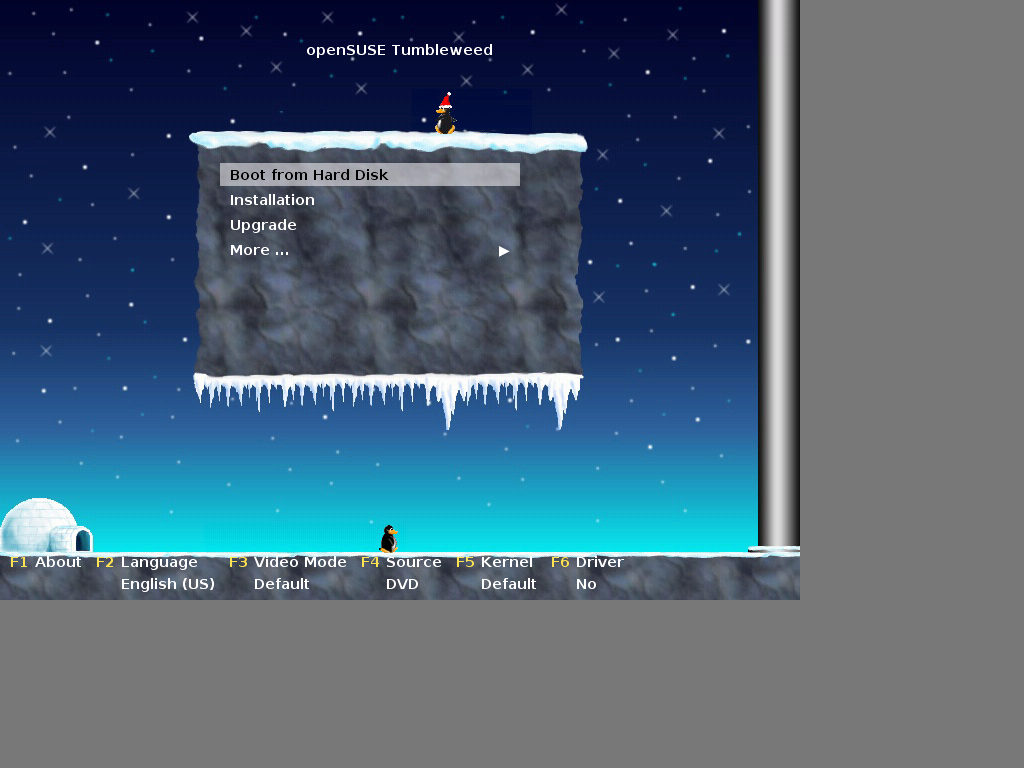 openSUSE Tumbleweed
Boot from Hard Disk
Installation
Upgrade
More ...
F1 About F2 Language F3 Video Mode F4 Source F5 Kernel F6 Driver
English (US) Default DVD Default No